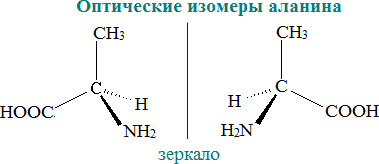 Оптические изомеры аланина
CH3 CH3
C H H C
HOOC COOH
NH2 H2N
зеркало